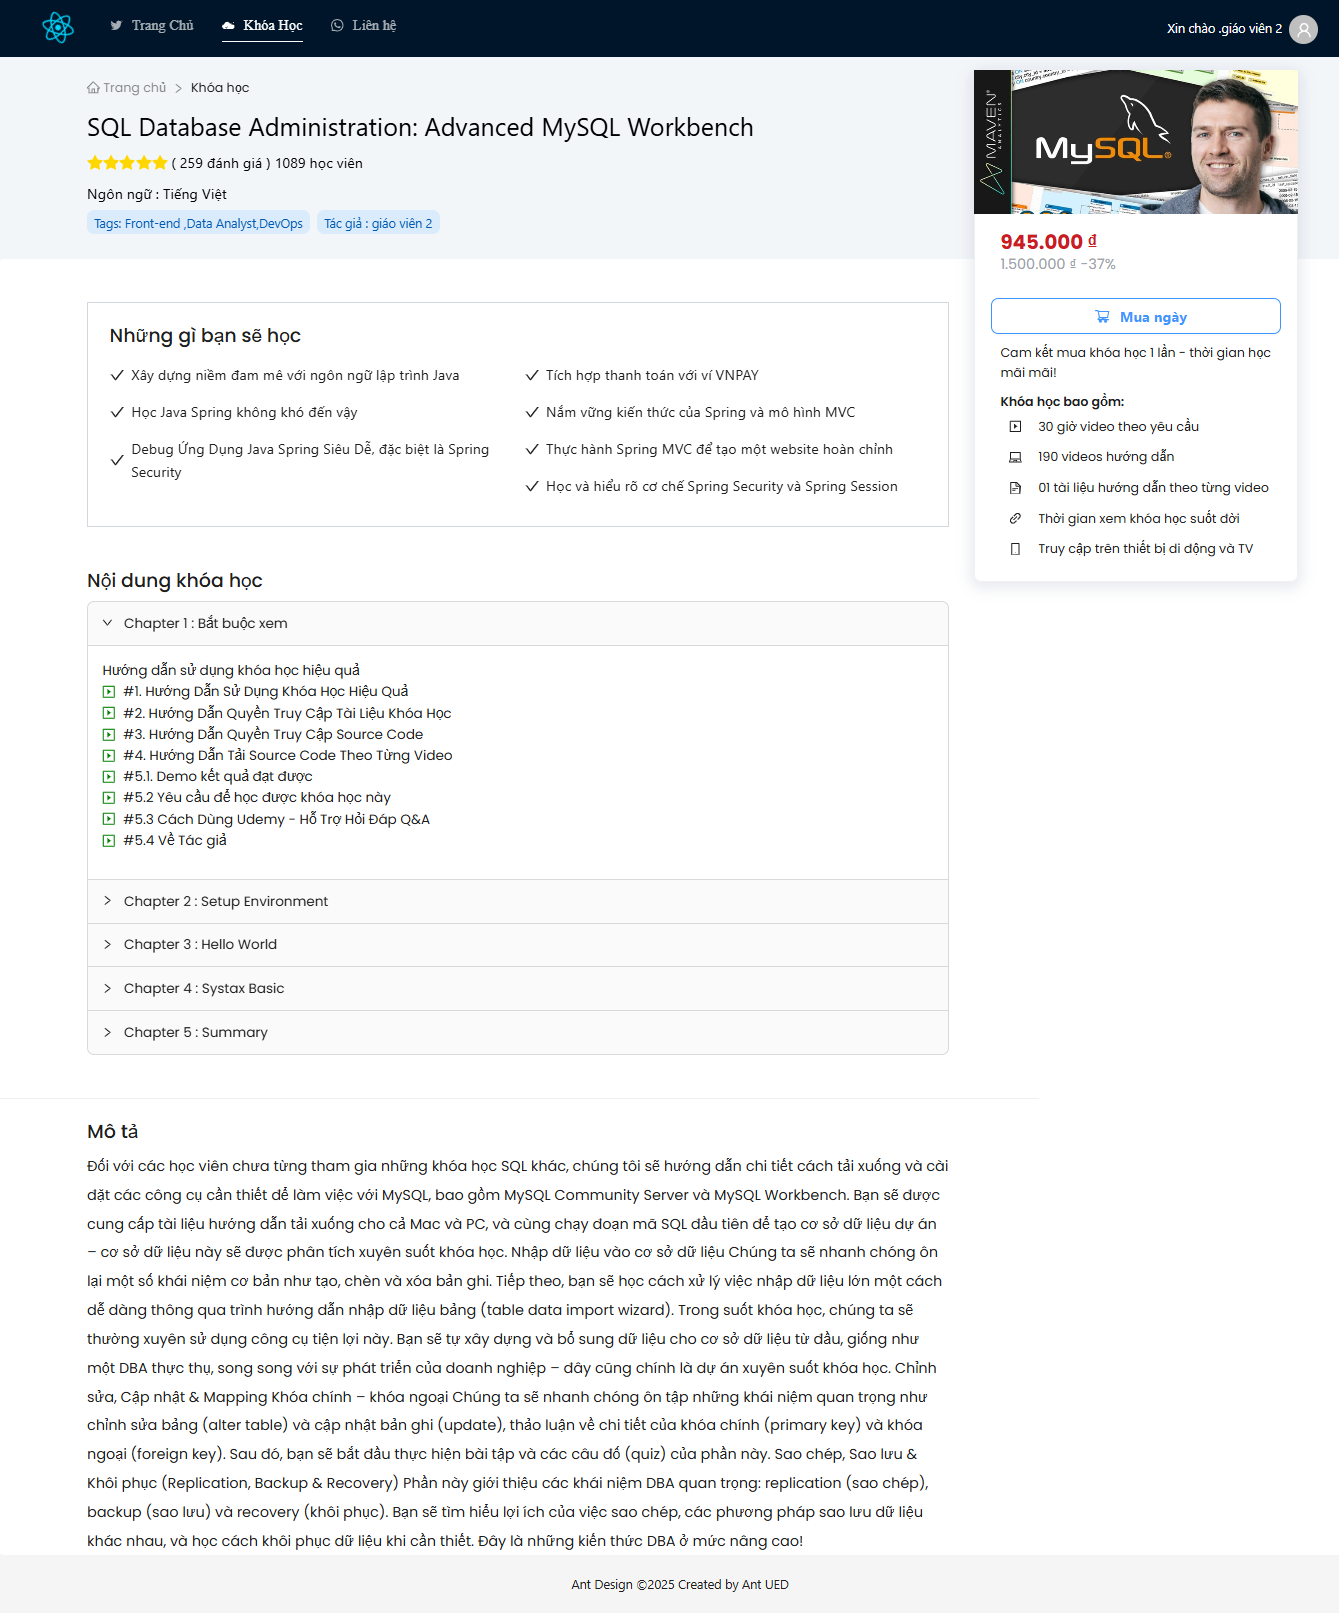 Trang Chủ
Khóa Học
Liên hệ
Xin chào .giáo viên 2
Trang chủ > Khóa học
SQL Database Administration: Advanced MySQL Workbench
( 259 đánh giá ) 1089 học viên
Ngôn ngữ : Tiếng Việt
Tags: Front-end ,Data Analyst,DevOps
Tác giả : giáo viên 2
MAVEN
ANALYTICS
MySQL
945.000 ₫
1.500.000 ₫ -37%
Mua ngày
Cam kết mua khóa học 1 lần - thời gian học
mãi mãi!
Khóa học bao gồm:
30 giờ video theo yêu cầu
190 videos hướng dẫn
01 tài liệu hướng dẫn theo từng video
Thời gian xem khóa học suốt đời
Truy cập trên thiết bị di động và TV
Những gì bạn sẽ học
Xây dựng niềm đam mê với ngôn ngữ lập trình Java
Học Java Spring không khó đến vậy
Debug Ứng Dụng Java Spring Siêu Dễ, đặc biệt là Spring
Security
Tích hợp thanh toán với ví VNPAY
Nắm vững kiến thức của Spring và mô hình MVC
Thực hành Spring MVC để tạo một website hoàn chỉnh
Học và hiểu rõ cơ chế Spring Security và Spring Session
Nội dung khóa học
Chapter 1 : Bắt buộc xem
Hướng dẫn sử dụng khóa học hiệu quả
#1. Hướng Dẫn Sử Dụng Khóa Học Hiệu Quả
#2. Hướng Dẫn Quyền Truy Cập Tài Liệu Khóa Học
#3. Hướng Dẫn Quyền Truy Cập Source Code
#4. Hướng Dẫn Tải Source Code Theo Từng Video
#5.1. Demo kết quả đạt được
#5.2 Yêu cầu để học được khóa học này
#5.3 Cách Dùng Udemy - Hỗ Trợ Hỏi Đáp Q&A
#5.4 Về Tác giả
Chapter 2 : Setup Environment
Chapter 3 : Hello World
Chapter 4 : Systax Basic
Chapter 5 : Summary
Mô tả
Đối với các học viên chưa từng tham gia những khóa học SQL khác, chúng tôi sẽ hướng dẫn chi tiết cách tải xuống và cài
đặt các công cụ cần thiết để làm việc với MySQL, bao gồm MySQL Community Server và MySQL Workbench. Bạn sẽ được
cung cấp tài liệu hướng dẫn tải xuống cho cả Mac và PC, và cùng chạy đoạn mã SQL đầu tiên để tạo cơ sở dữ liệu dự án
– cơ sở dữ liệu này sẽ được phân tích xuyên suốt khóa học. Nhập dữ liệu vào cơ sở dữ liệu Chúng ta sẽ nhanh chóng ôn
lại một số khái niệm cơ bản như tạo, chèn và xóa bản ghi. Tiếp theo, bạn sẽ học cách xử lý việc nhập dữ liệu lớn một cách
dễ dàng thông qua trình hướng dẫn nhập dữ liệu bảng (table data import wizard). Trong suốt khóa học, chúng ta sẽ
thường xuyên sử dụng công cụ tiện lợi này. Bạn sẽ tự xây dựng và bổ sung dữ liệu cho cơ sở dữ liệu từ đầu, giống như
một DBA thực thụ, song song với sự phát triển của doanh nghiệp – đây cũng chính là dự án xuyên suốt khóa học. Chỉnh
sửa, Cập nhật & Mapping Khóa chính – khóa ngoại Chúng ta sẽ nhanh chóng ôn tập những khái niệm quan trọng như
chỉnh sửa bảng (alter table) và cập nhật bản ghi (update), thảo luận về chi tiết của khóa chính (primary key) và khóa
ngoại (foreign key). Sau đó, bạn sẽ bắt đầu thực hiện bài tập và các câu đố (quiz) của phần này. Sao chép, Sao lưu &
Khôi phục (Replication, Backup & Recovery) Phần này giới thiệu các khái niệm DBA quan trọng: replication (sao chép),
backup (sao lưu) và recovery (khôi phục). Bạn sẽ tìm hiểu lợi ích của việc sao chép, các phương pháp sao lưu dữ liệu
khác nhau, và học cách khôi phục dữ liệu khi cần thiết. Đây là những kiến thức DBA ở mức nâng cao!
Ant Design ©2025 Created by Ant UED